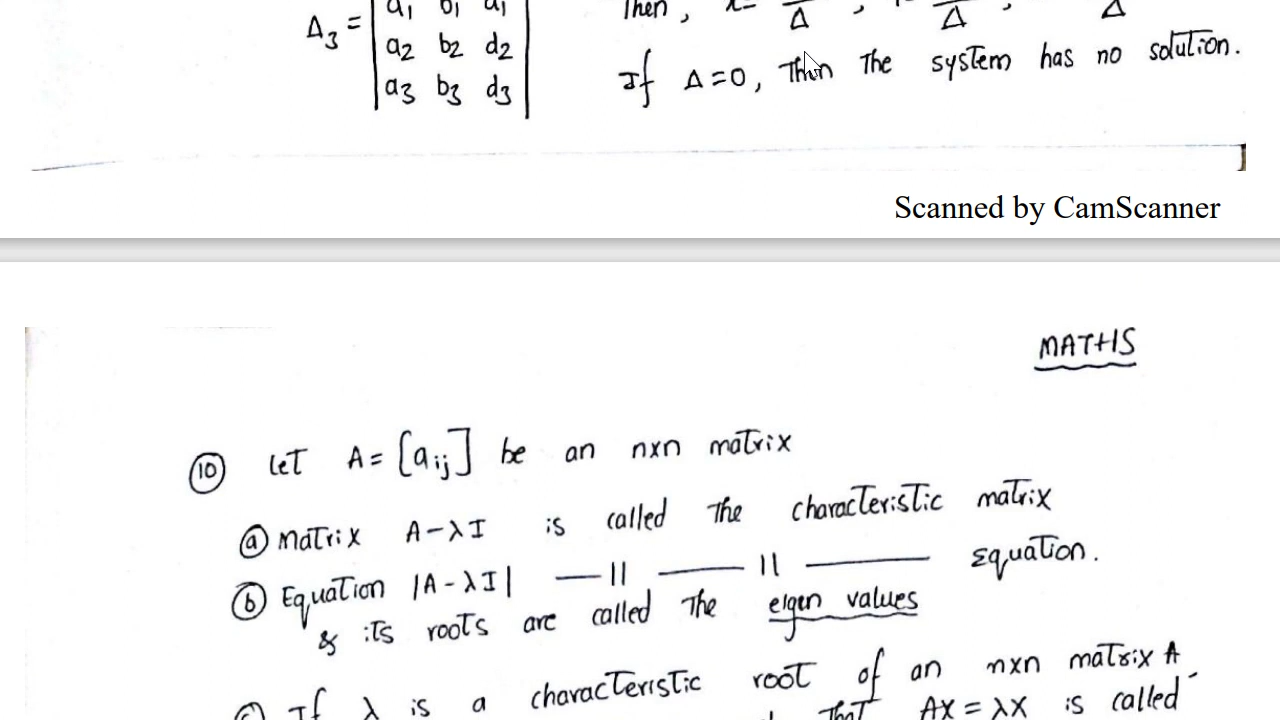 Δ3 = | a1 b1 d1 |
a2 b2 d2
a3 b3 d3
Then, x= /Δ , /Δ , Δ
If Δ=0, Then The system has no solution.
Scanned by CamScanner
MATHS
⑩ Let A= [aij] be an nxn matrix
ⓐ Matrix A-λI is called The characteristic matrix
ⓑ Equation |A-λI| —— 〃 —— 〃 —— Equation.
& its roots are called The eigen values
ⓒ If λ is a characteristic root of an nxn matrix A
That AX = λX is called